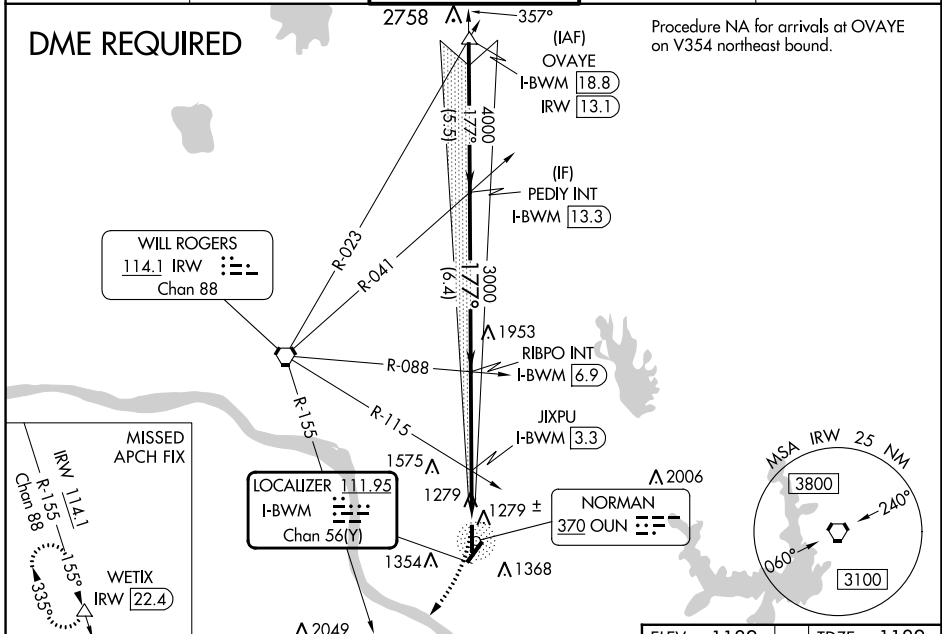 DME REQUIRED
2758
357°
(IAF)
OVAYE
I-BWM 18.8
IRW 13.1
Procedure NA for arrivals at OVAYE
on V354 northeast bound.
4000
177°
(5.5)
(IF)
PEDIY INT
I-BWM 13.3
R-023
R-041
WILL ROGERS
114.1 IRW
Chan 88
3000
177°
(6.4)
1953
RIBPO INT
I-BWM 6.9
R-088
R-115
R-155
JIXPU
I-BWM 3.3
1575
1279
1279 ±
2006
LOCALIZER 111.95
I-BWM
Chan 56(Y)
NORMAN
370 OUN
1354
1368
2049
MISSED
APCH FIX
IRW 114.1
R-155
Chan 88
155°
335°
WETIX
IRW 22.4
MSA IRW 25 NM
3800
240°
060°
3100